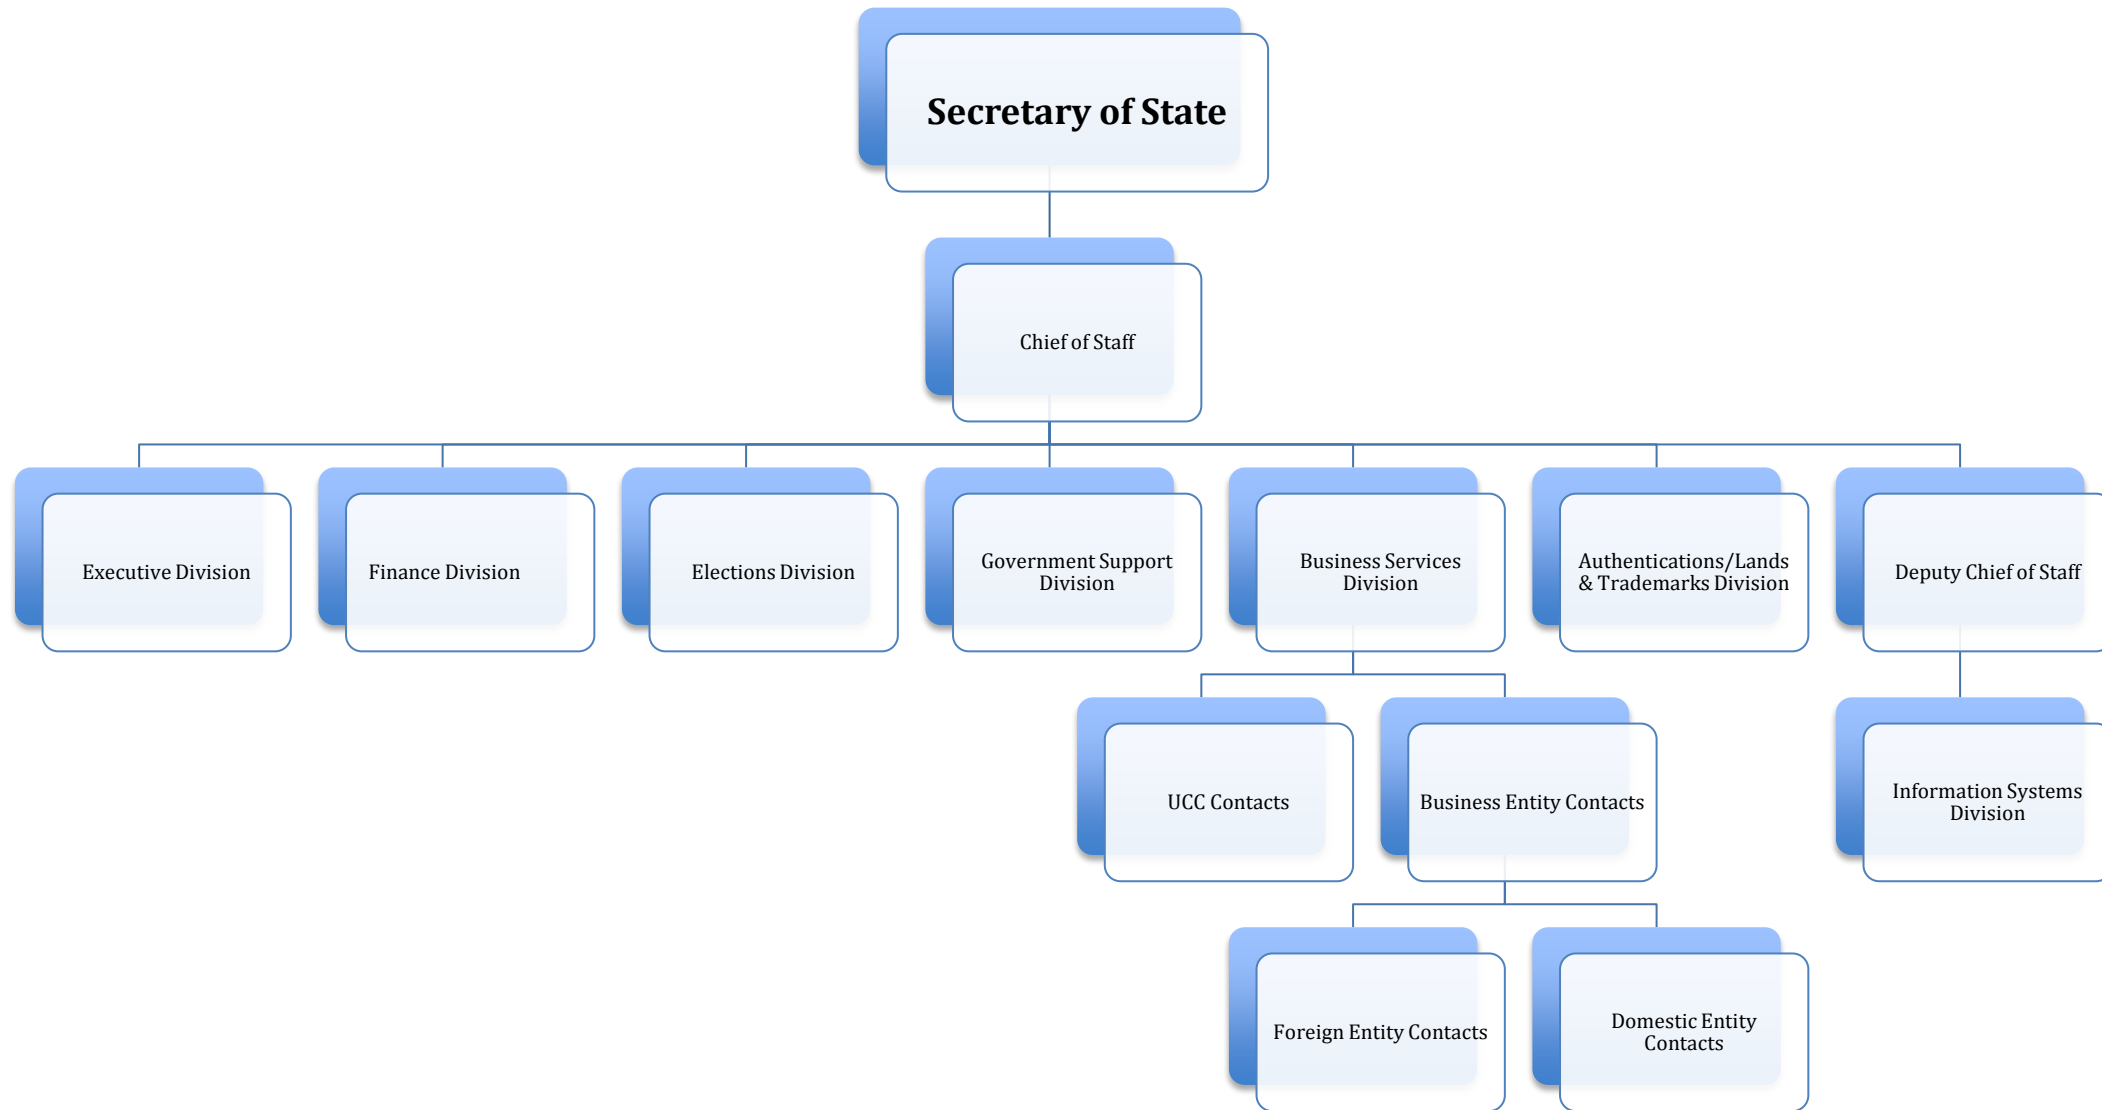 Secretary of State
Chief of Staff
Executive Division
Finance Division
Elections Division
Government Support
Division
Business Services
Division
Authentications/Lands
& Trademarks Division
Deputy Chief of Staff
UCC Contacts
Business Entity Contacts
Information Systems
Division
Foreign Entity Contacts
Domestic Entity
Contacts